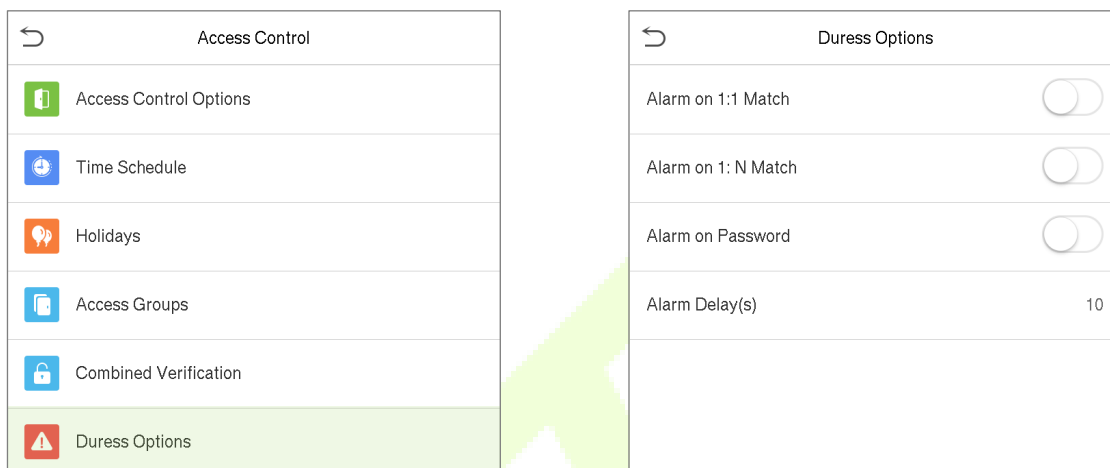 Access Control
Access Control Options
Time Schedule
Holidays
Access Groups
Combined Verification
Duress Options
Duress Options
Alarm on 1:1 Match
Alarm on 1: N Match
Alarm on Password
Alarm Delay(s) 10